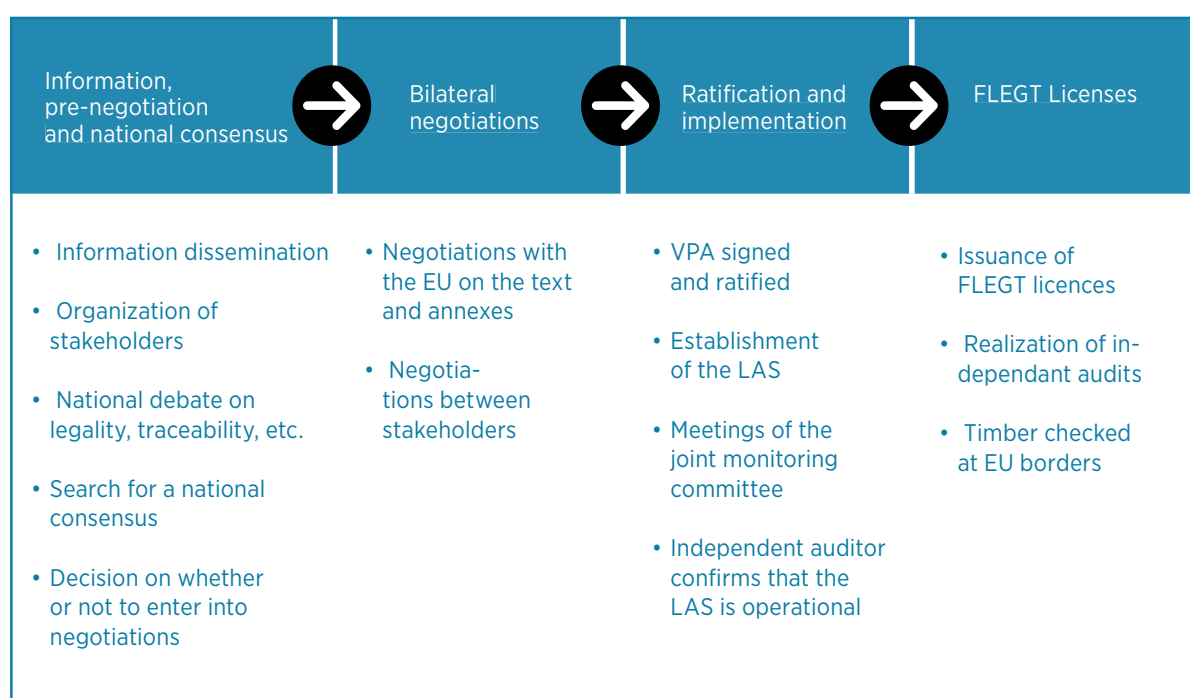 Information,
pre-negotiation
and national consensus
Bilateral
negotiations
Ratification and
implementation
FLEGT Licenses
• Information dissemination
• Organization of
stakeholders
• National debate on
legality, traceability, etc.
• Search for a national
consensus
• Decision on whether
or not to enter into
negotiations
• Negotiations with
the EU on the text
and annexes
• Negotia-
tions between
stakeholders
• VPA signed
and ratified
• Establishment
of the LAS
• Meetings of the
joint monitoring
committee
• Independent auditor
confirms that the
LAS is operational
• Issuance of
FLEGT licences
• Realization of in-
dependant audits
• Timber checked
at EU borders